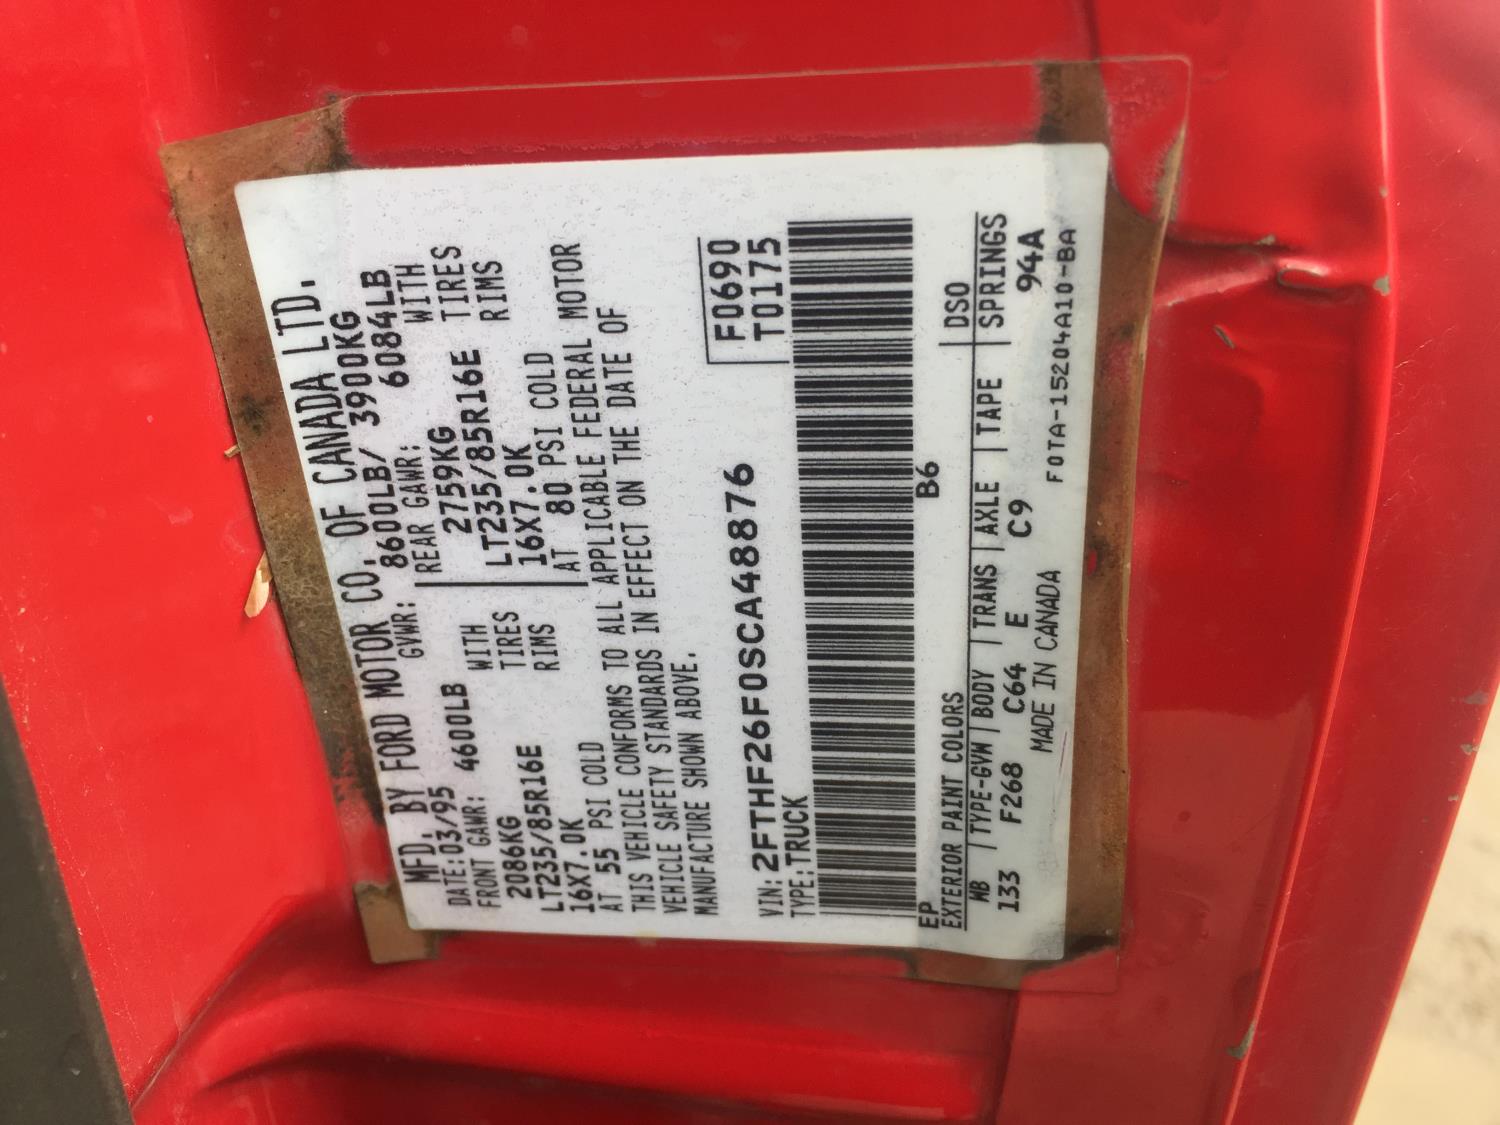 MFD. BY FORD MOTOR CO. OF CANADA LTD.
DATE:03/95 GVWR: 8600LB/ 3900KG
FRONT GAWR: 4600LB REAR GAWR: 6084LB
2086KG WITH 2759KG WITH
LT235/85R16E TIRES LT235/85R16E TIRES
16X7.0K RIMS 16X7.0K RIMS
AT 55 PSI COLD AT 80 PSI COLD
THIS VEHICLE CONFORMS TO ALL APPLICABLE FEDERAL MOTOR
VEHICLE SAFETY STANDARDS IN EFFECT ON THE DATE OF
MANUFACTURE SHOWN ABOVE.
F0690
T0175
VIN: 2FTHF26F0SCA48876
TYPE: TRUCK
EP B6
EXTERIOR PAINT COLORS DSO
WB | TYPE-GVW | BODY | TRANS | AXLE | TAPE | SPRINGS
133 F268 C64 E C9 94A
MADE IN CANADA F0TA-15204A10-BA